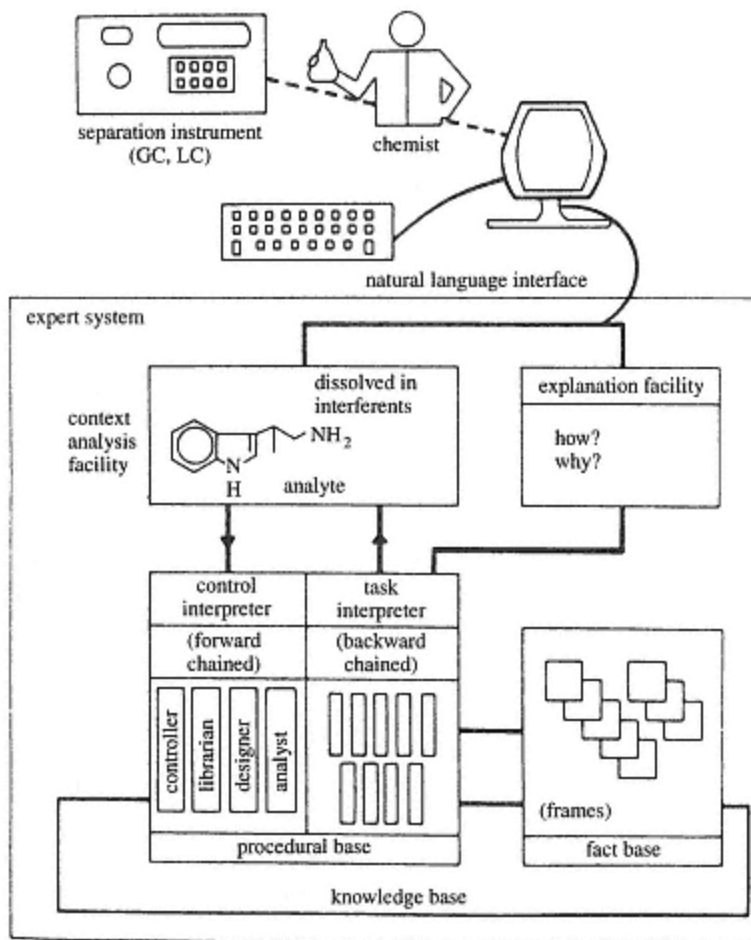 separation instrument
(GC, LC)
chemist
natural language interface
expert system
context
analysis
facility
dissolved in
interferents
NH2
N
H
analyte
explanation facility
how?
why?
control
interpreter
task
interpreter
(forward
chained)
(backward
chained)
controller
librarian
designer
analyst
(frames)
procedural base
fact base
knowledge base